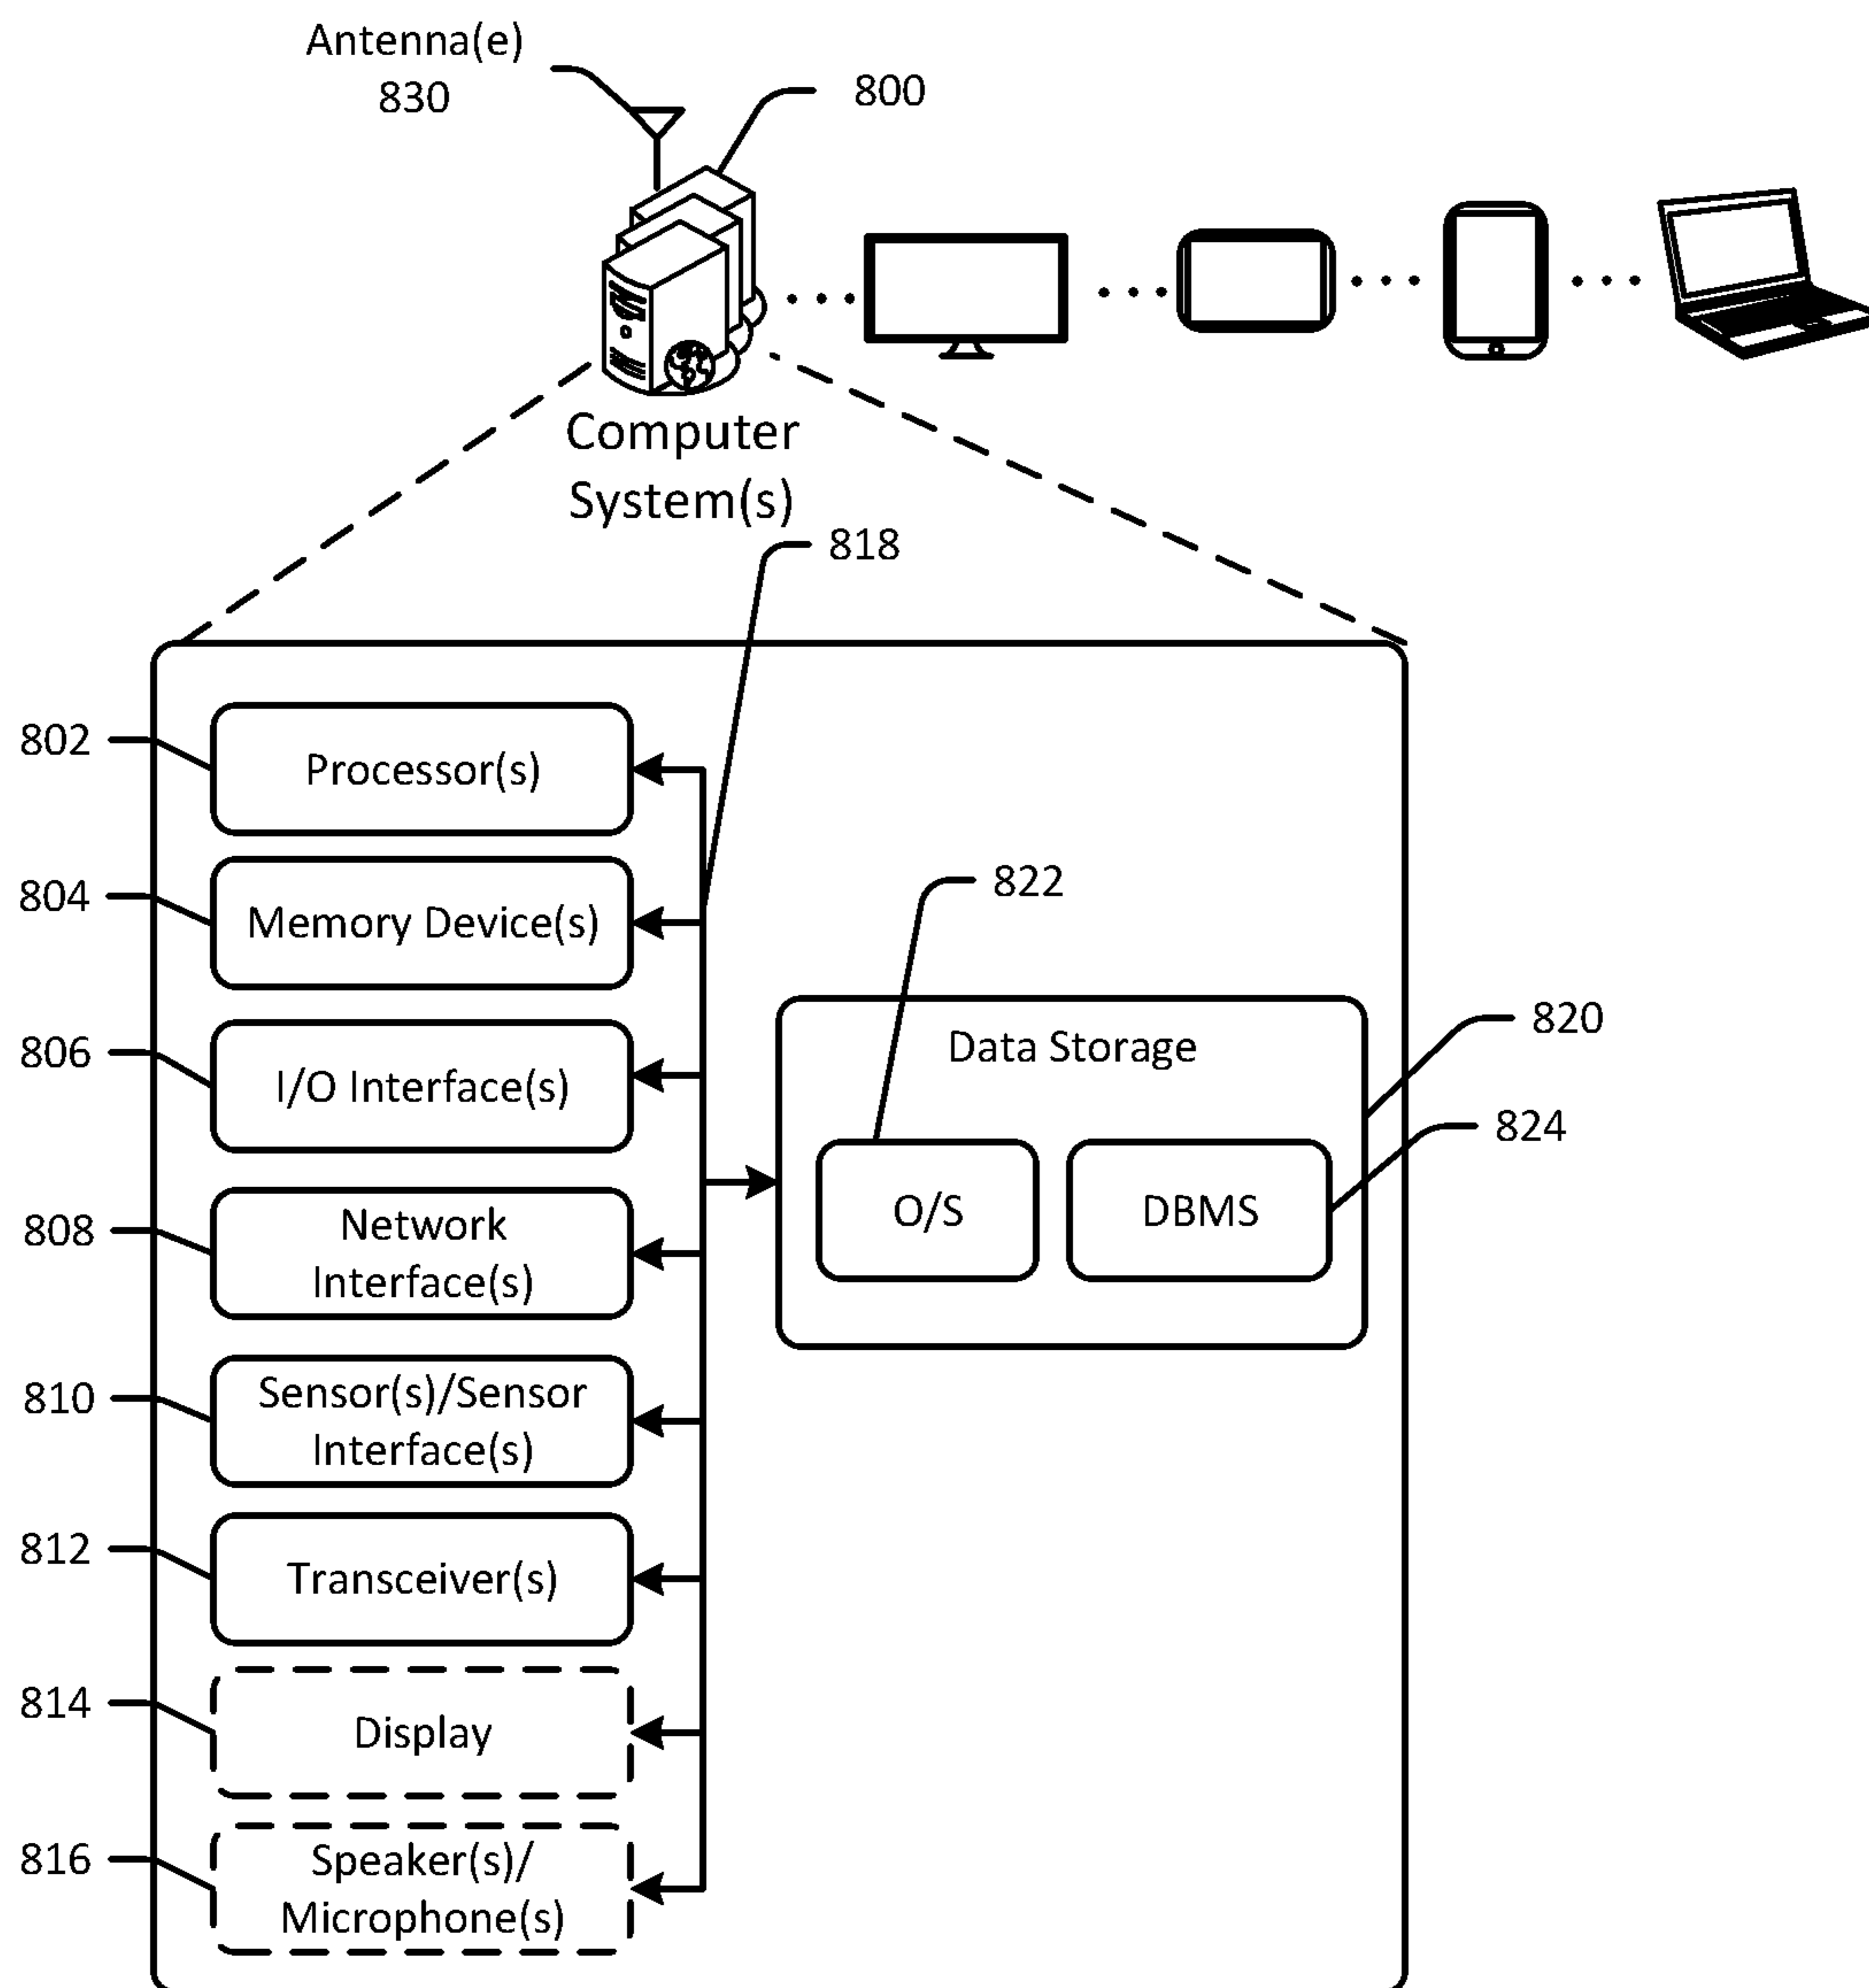 Antenna(e)
830
800
Computer
System(s)
818
802
Processor(s)
804
Memory Device(s)
822
806
I/O Interface(s)
Data Storage
820
824
O/S
DBMS
808
Network
Interface(s)
810
Sensor(s)/Sensor
Interface(s)
812
Transceiver(s)
814
Display
816
Speaker(s)/
Microphone(s)